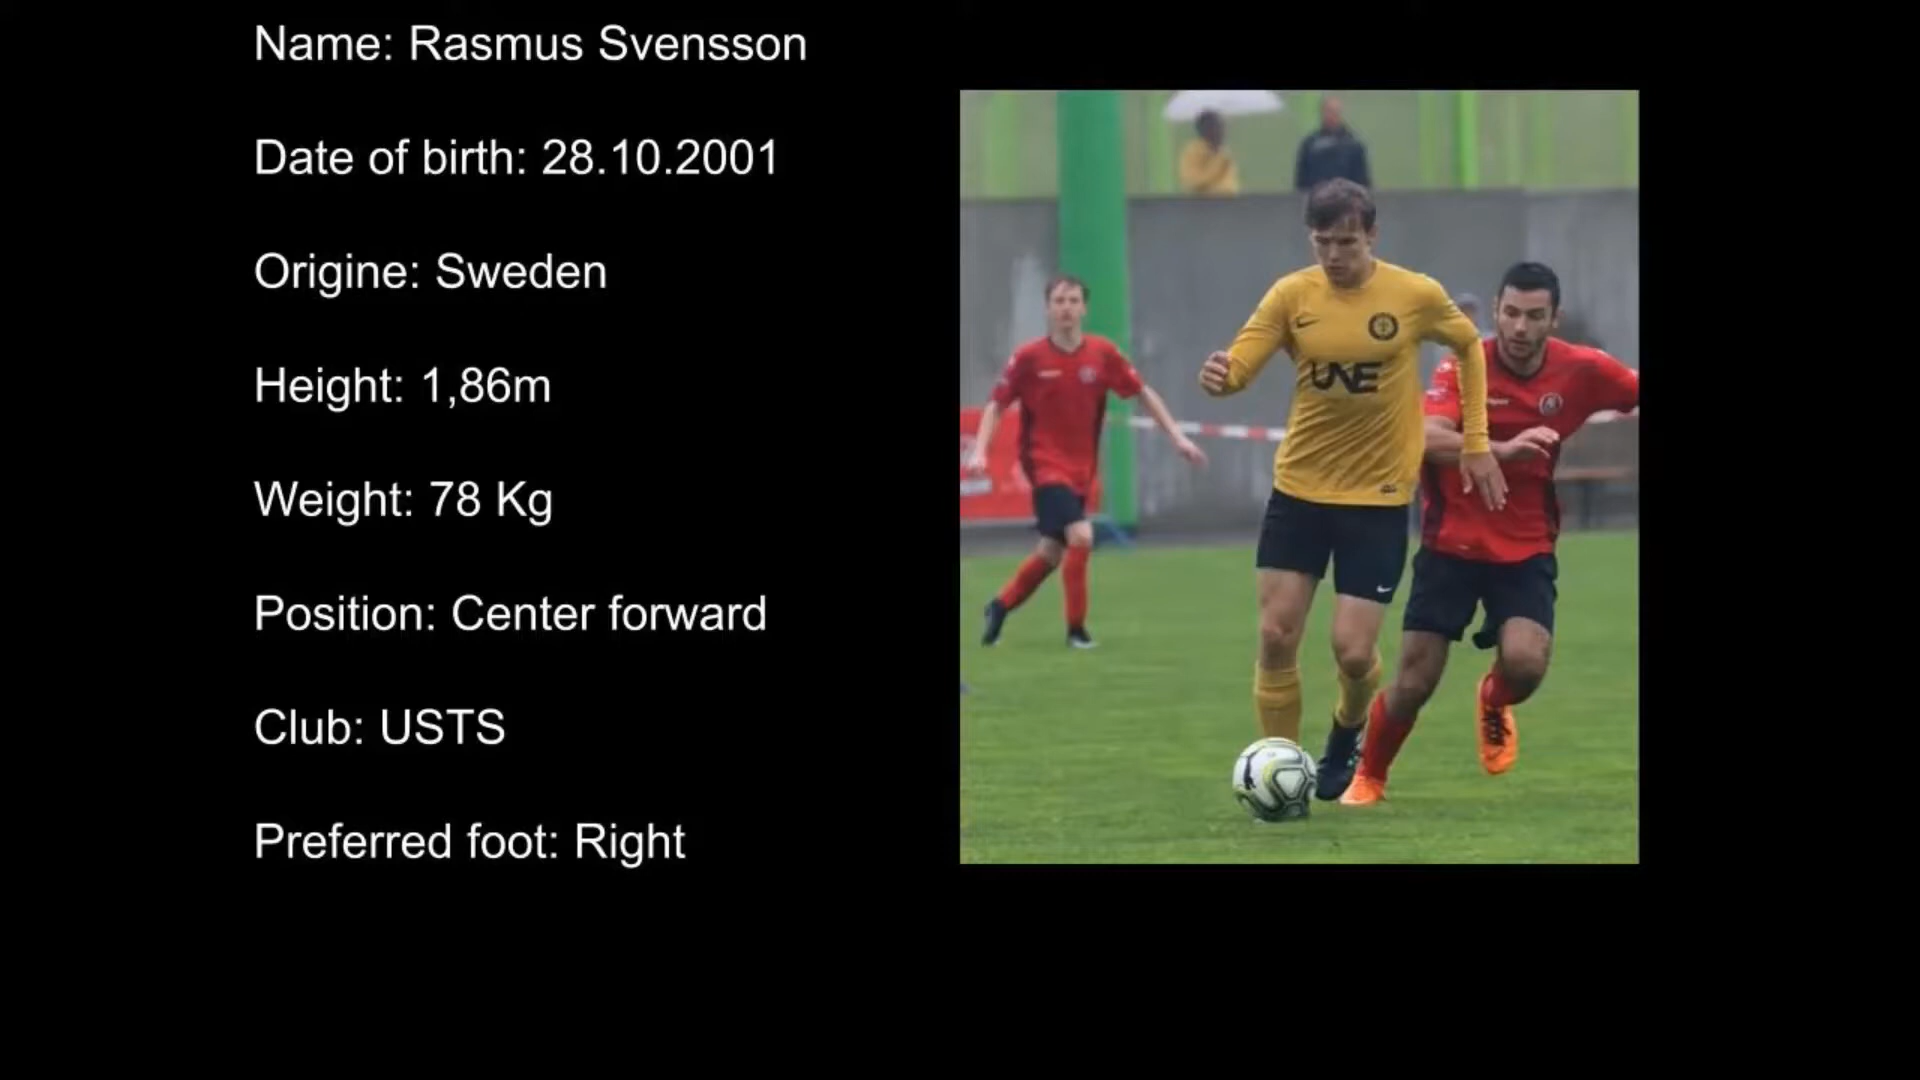 Name: Rasmus Svensson
Date of birth: 28.10.2001
Origine: Sweden
Height: 1,86m
Weight: 78 Kg
Position: Center forward
Club: USTS
Preferred foot: Right
UNE